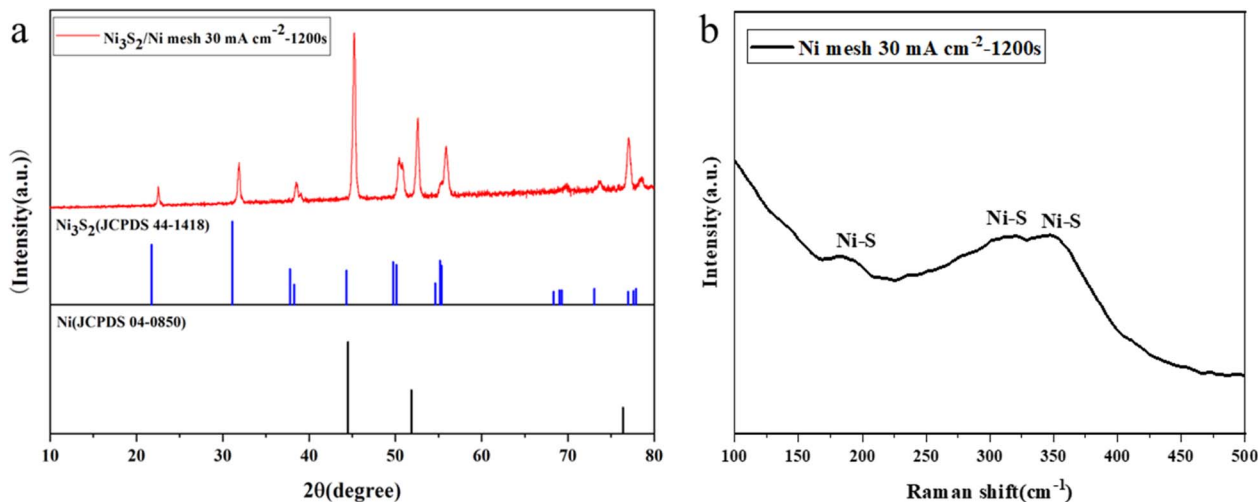 a
Ni₃S₂/Ni mesh 30 mA cm⁻²-1200s
Ni₃S₂(JCPDS 44-1418)
Ni(JCPDS 04-0850)
(Intensity(a.u.))
10 20 30 40 50 60 70 80
2θ(degree)
b
Ni mesh 30 mA cm⁻²-1200s
Ni-S
Ni-S Ni-S
Intensity(a.u.)
100 150 200 250 300 350 400 450 500
Raman shift(cm⁻¹)